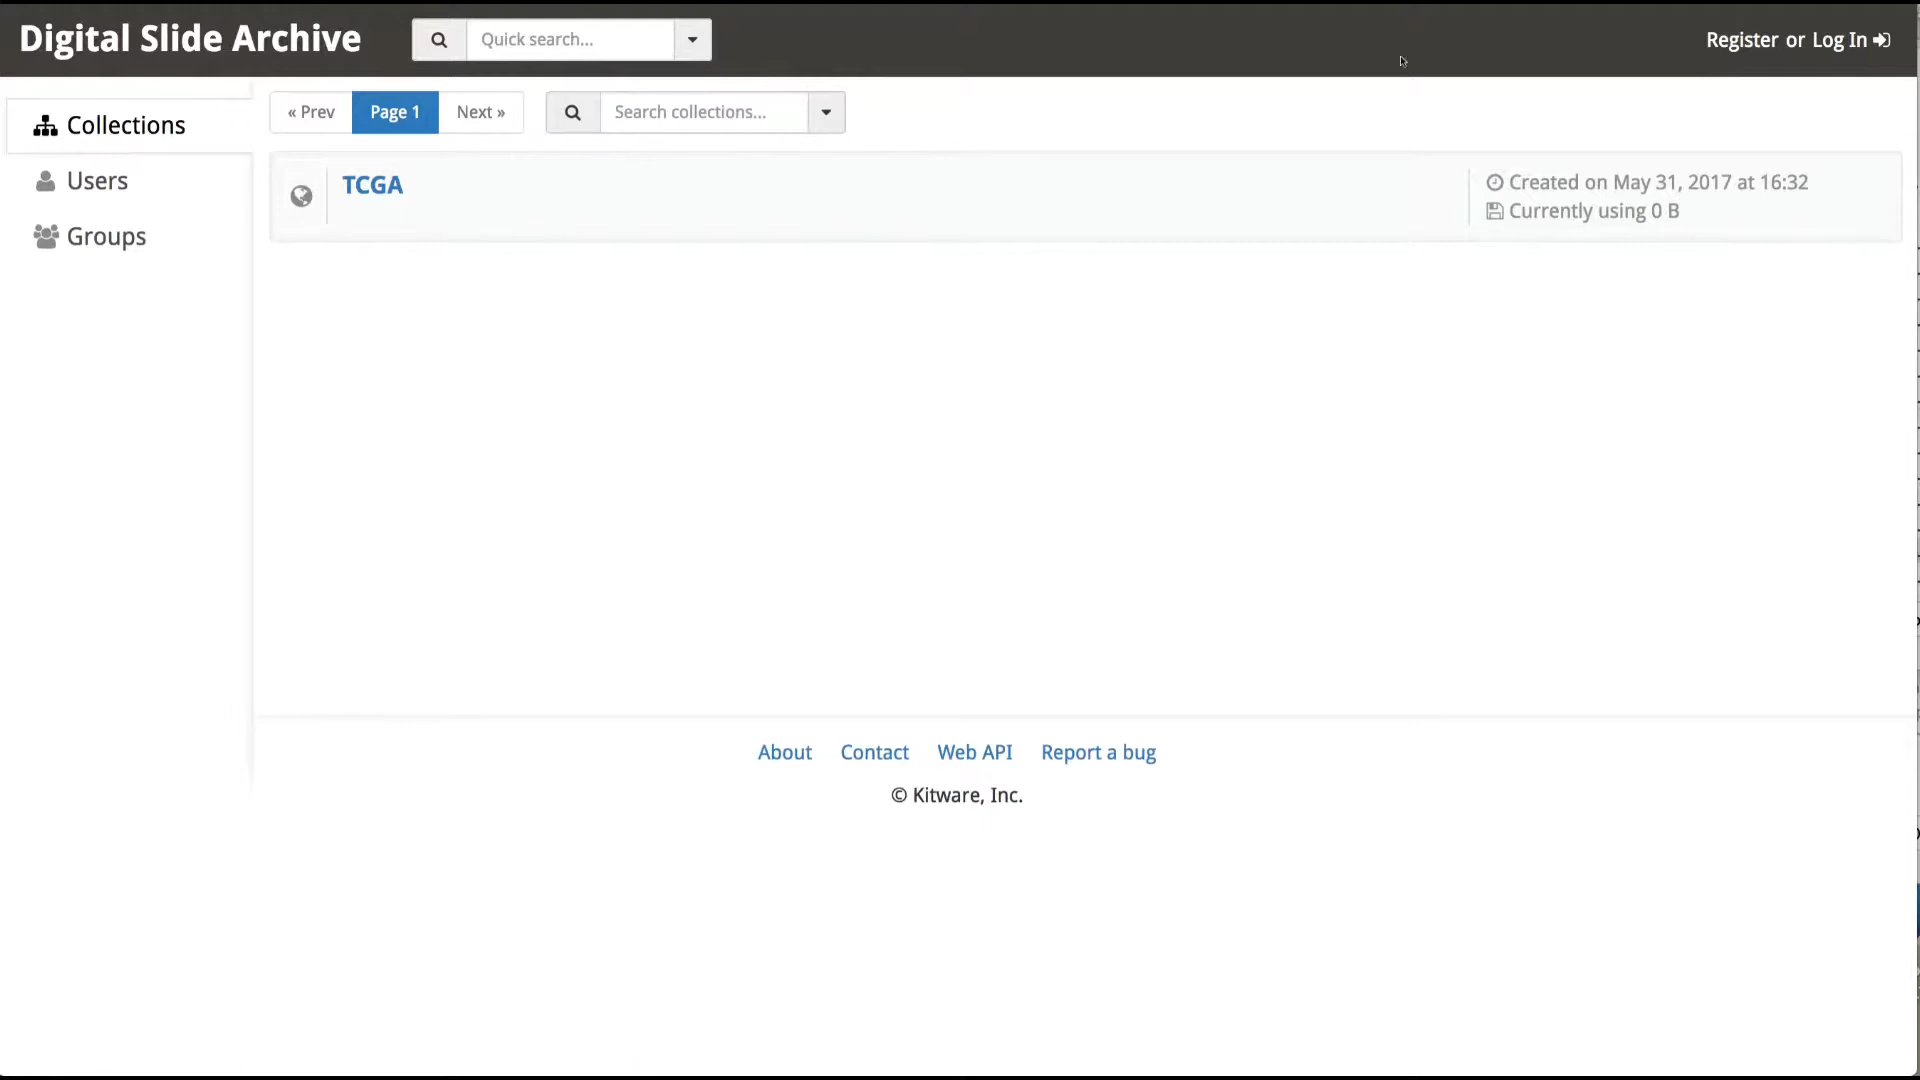 Digital Slide Archive
Quick search...
Register or Log In
Collections
Users
Groups
« Prev Page 1 Next »
Search collections...
TCGA
Created on May 31, 2017 at 16:32
Currently using 0 B
About Contact Web API Report a bug
© Kitware, Inc.